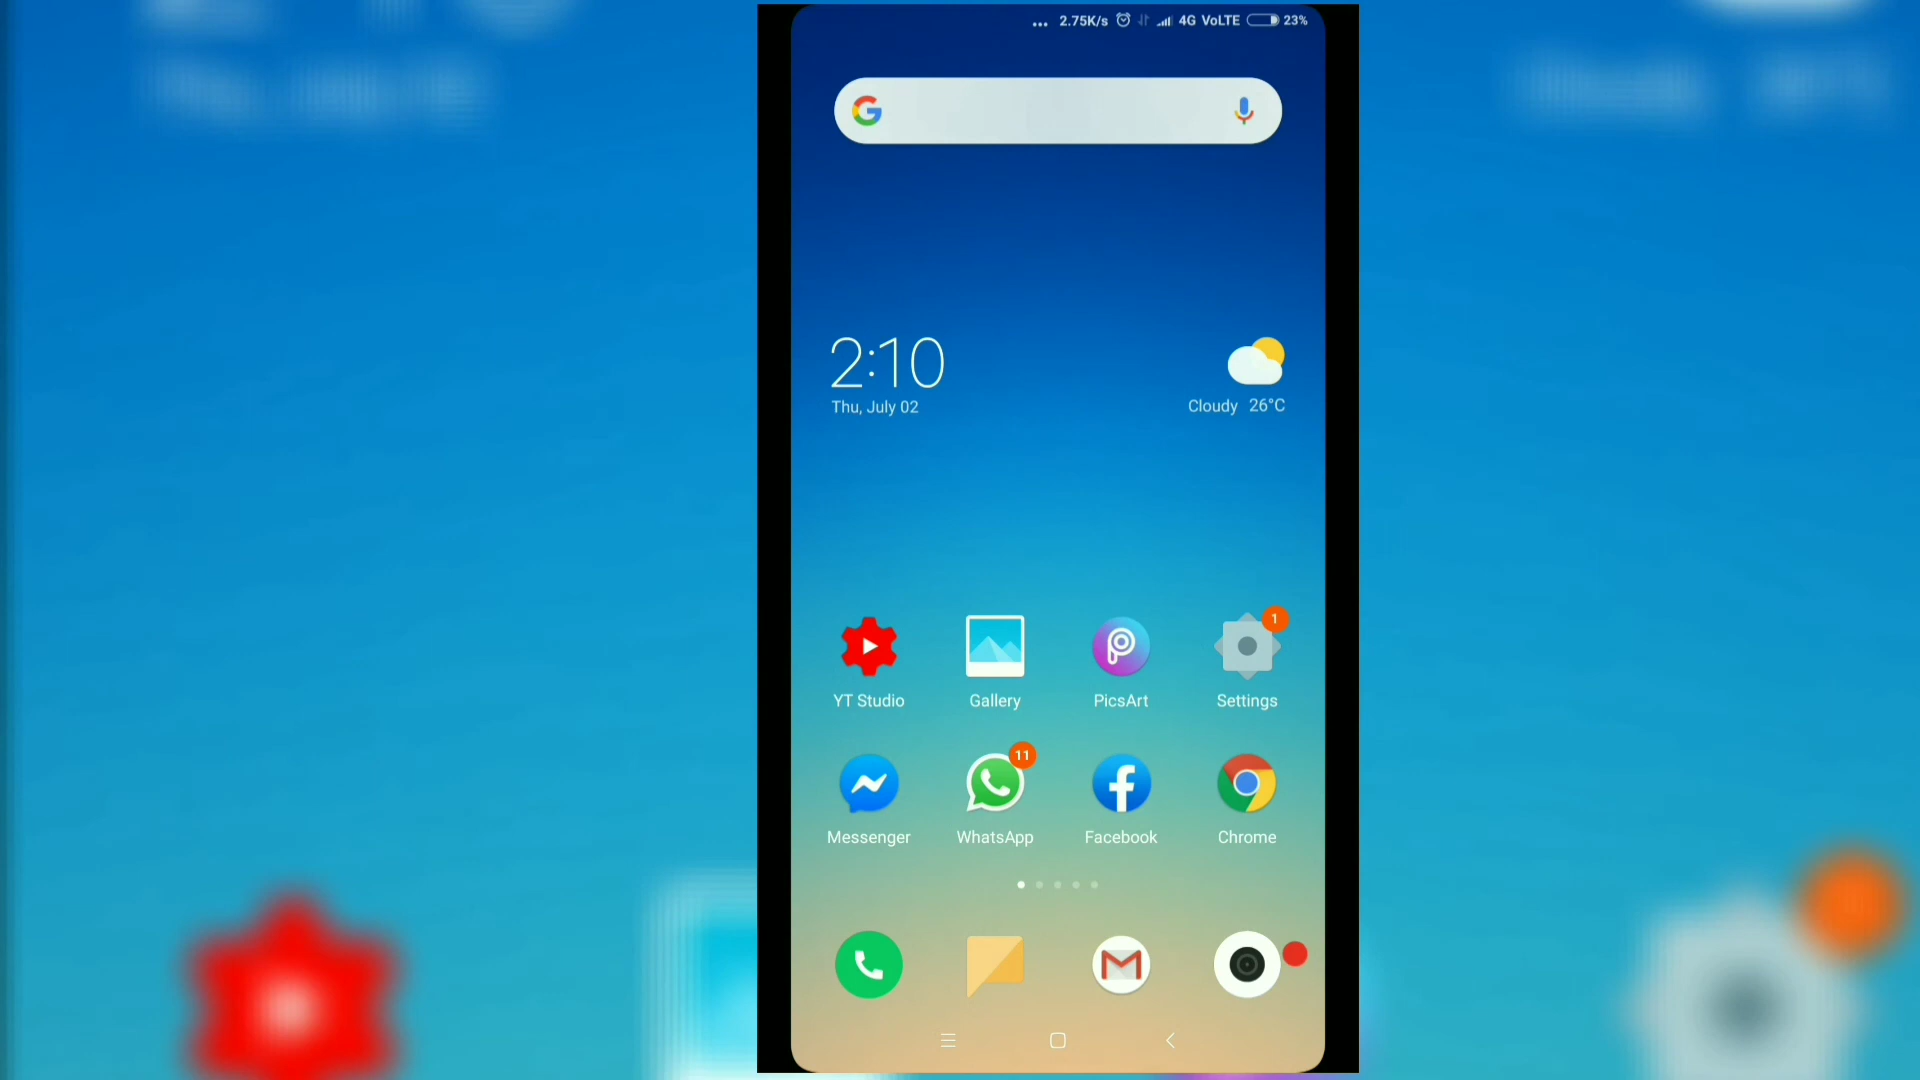 ... 2.75K/s 4G VoLTE 23%
2:10
Thu, July 02
Cloudy 26°C
1
YT Studio Gallery PicsArt Settings
11
Messenger WhatsApp Facebook Chrome